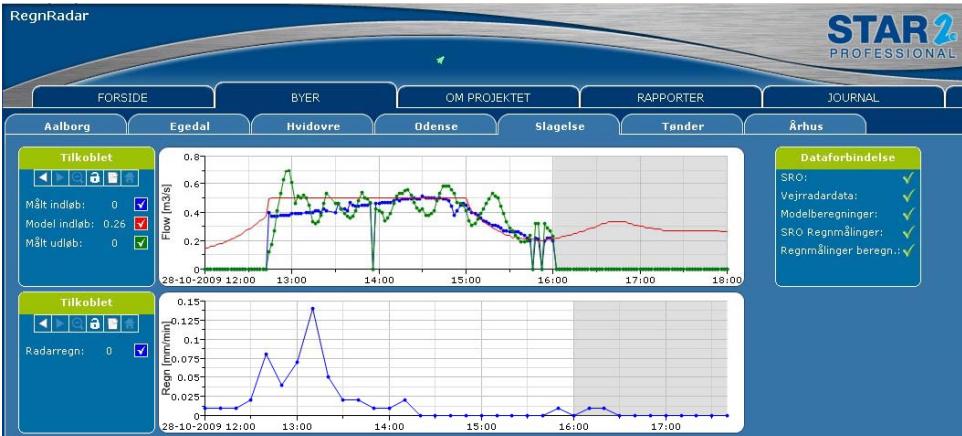 RegnRadar
STAR2.
PROFESSIONAL
FORSIDE BYER OM PROJEKTET RAPPORTER JOURNAL
Aalborg Egedal Hvidovre Odense Slagelse Tønder Århus
Tilkoblet
Målt indløb: 0
Model indløb: 0.26
Målt udløb: 0
Flow [m3/s]
0.8
0.6
0.4
0.2
0
28-10-2009 12:00 13:00 14:00 15:00 16:00 17:00 18:00
Dataforbindelse
SRO:
Vejrradardata:
Modelberegninger:
SRO Regnmålinger:
Regnmålinger beregn.:
Tilkoblet
Radarregn: 0
Regn [mm/min]
0.15
0.125
0.1
0.075
0.05
0.025
0
28-10-2009 12:00 13:00 14:00 15:00 16:00 17:00